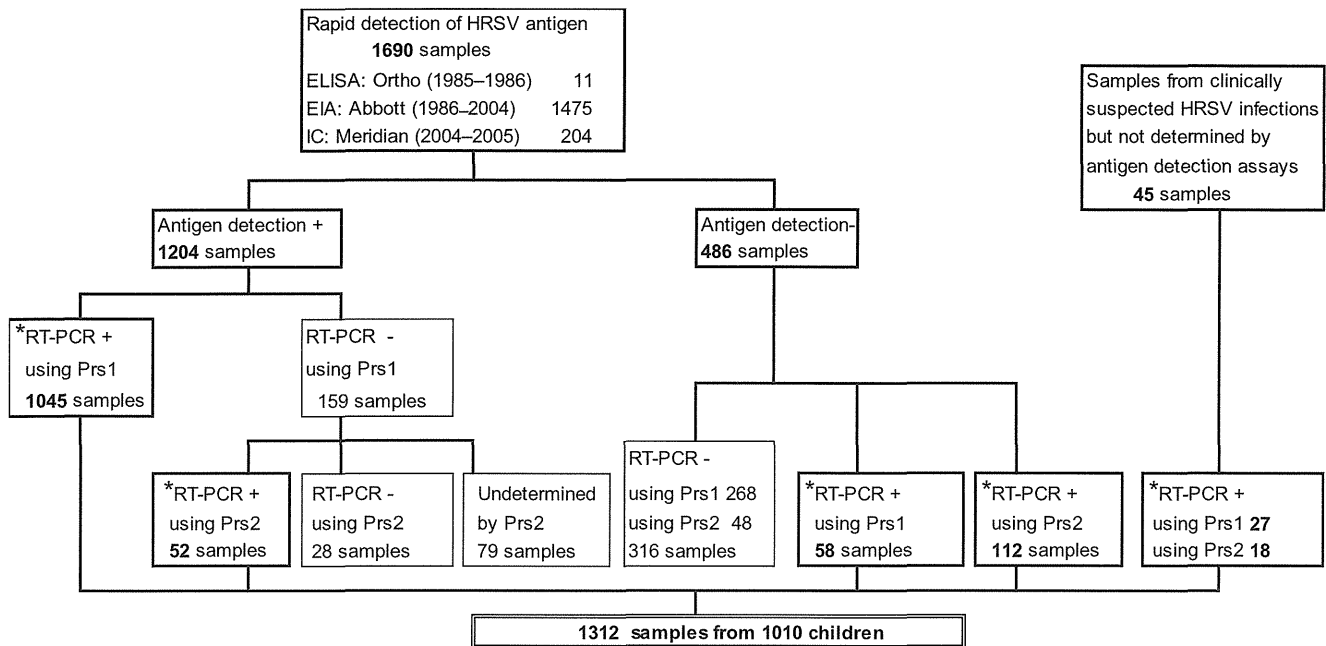 Rapid detection of HRSV antigen
1690 samples
ELISA: Ortho (1985–1986) 11
EIA: Abbott (1986–2004) 1475
IC: Meridian (2004–2005) 204
Samples from clinically
suspected HRSV infections
but not determined by
antigen detection assays
45 samples
Antigen detection +
1204 samples
Antigen detection-
486 samples
*RT-PCR +
using Prs1
1045 samples
RT-PCR -
using Prs1
159 samples
*RT-PCR +
using Prs2
52 samples
RT-PCR -
using Prs2
28 samples
Undetermined
by Prs2
79 samples
RT-PCR -
using Prs1 268
using Prs2 48
316 samples
*RT-PCR +
using Prs1
58 samples
*RT-PCR +
using Prs2
112 samples
*RT-PCR +
using Prs1 27
using Prs2 18
1312 samples from 1010 children